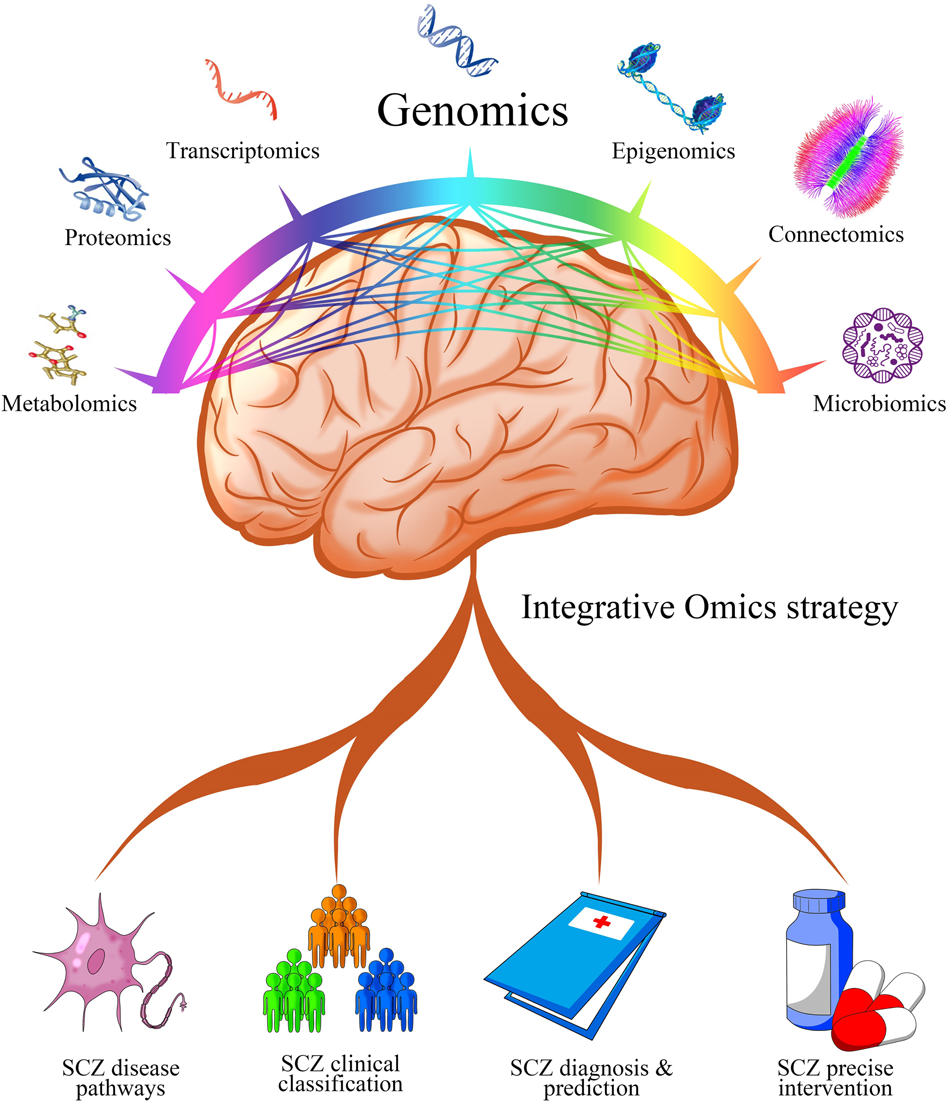 Genomics
Transcriptomics
Epigenomics
Proteomics
Connectomics
Metabolomics
Microbiomics
Integrative Omics strategy
SCZ disease
pathways
SCZ clinical
classification
SCZ diagnosis &
prediction
SCZ precise
intervention